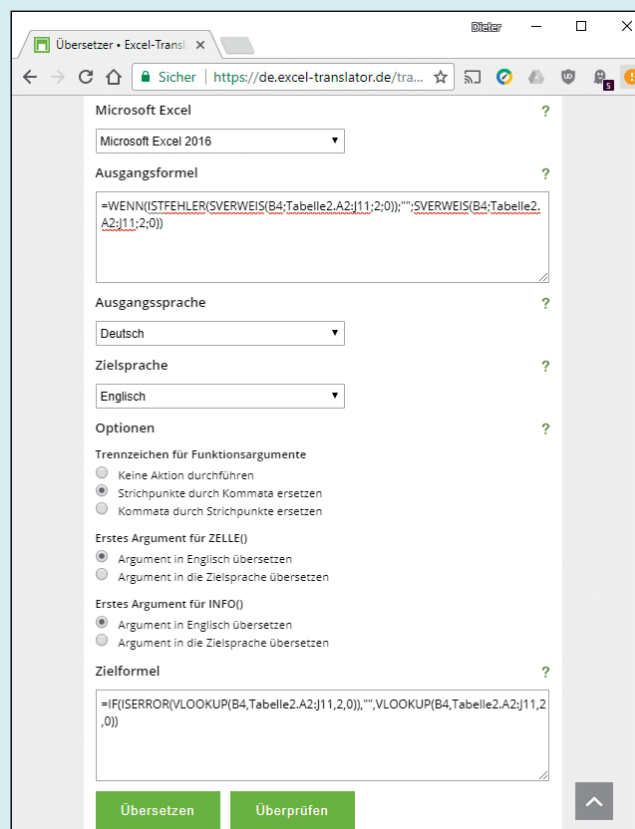 Dieter
Übersetzer • Excel-Transl
Sicher | https://de.excel-translator.de/tra...
5
Microsoft Excel ?
Microsoft Excel 2016
Ausgangsformel ?
=WENN(ISTFEHLER(SVERWEIS(B4;Tabelle2.A2:J11;2;0));"";SVERWEIS(B4;Tabelle2.
A2:J11;2;0))
Ausgangssprache ?
Deutsch
Zielsprache ?
Englisch
Optionen ?
Trennzeichen für Funktionsargumente
Keine Aktion durchführen
Strichpunkte durch Kommata ersetzen
Kommata durch Strichpunkte ersetzen
Erstes Argument für ZELLE()
Argument in Englisch übersetzen
Argument in die Zielsprache übersetzen
Erstes Argument für INFO()
Argument in Englisch übersetzen
Argument in die Zielsprache übersetzen
Zielformel ?
=IF(ISERROR(VLOOKUP(B4,Tabelle2.A2:J11,2,0)),"",VLOOKUP(B4,Tabelle2.A2:J11,2
,0))
Übersetzen Überprüfen